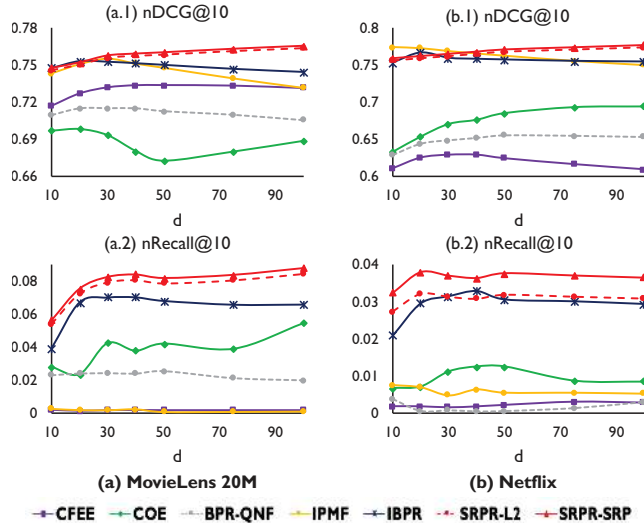 (a.1) nDCG@10
(b.1) nDCG@10
0.78
0.75
0.72
0.69
0.66
10 30 50 70 90
d
0.8
0.75
0.7
0.65
0.6
10 30 50 70 90
d
(a.2) nRecall@10
(b.2) nRecall@10
0.08
0.06
0.04
0.02
0
10 30 50 70 90
d
0.04
0.03
0.02
0.01
0
10 30 50 70 90
d
(a) MovieLens 20M
(b) Netflix
CFEE COE BPR-QNF IPMF IBPR SRPR-L2 SRPR-SRP